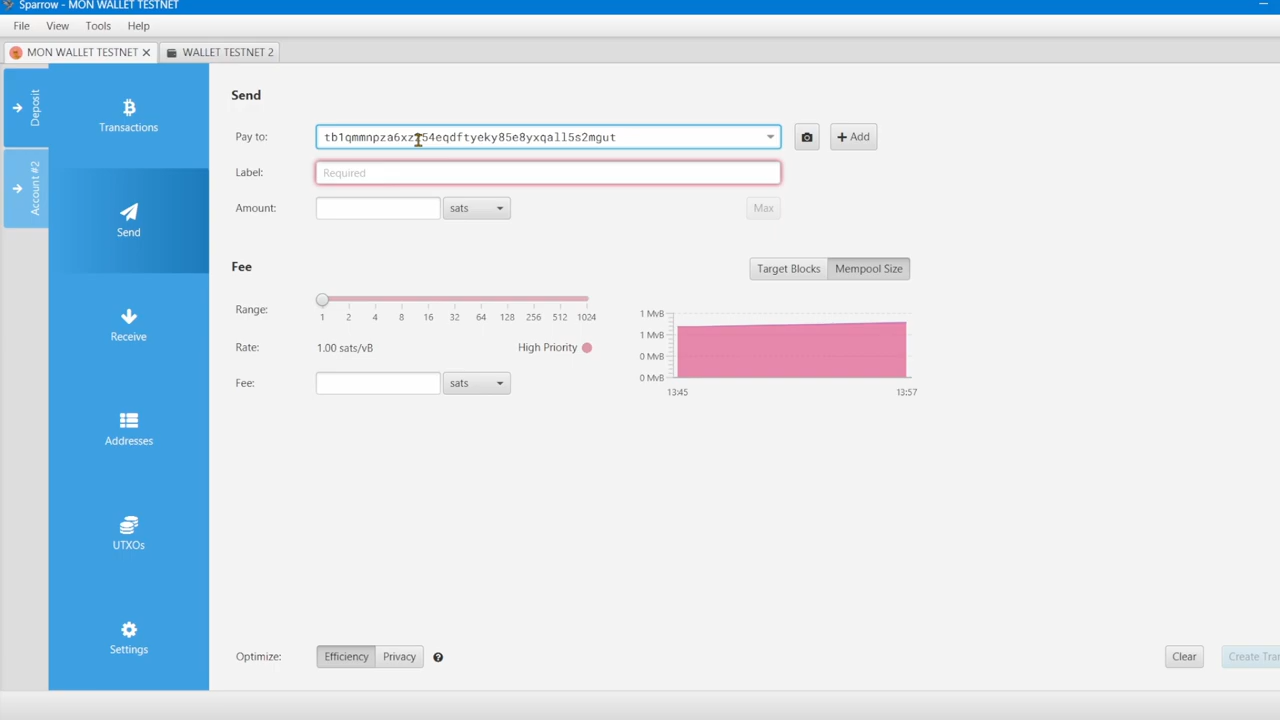 Sparrow - MON WALLET TESTNET
File View Tools Help
MON WALLET TESTNET WALLET TESTNET 2
Deposit
Account #2
Transactions
Send
Receive
Addresses
UTXOs
Settings
Send
Pay to:
Add
Label: Required
Amount: sats Max
Fee
Target Blocks Mempool Size
Range:
1 2 4 8 16 32 64 128 256 512 1024
Rate: 1.00 sats/vB High Priority
Fee: sats
1 MvB
1 MvB
0 MvB
0 MvB
13:45 13:57
Optimize: Efficiency Privacy
Clear Create Tran